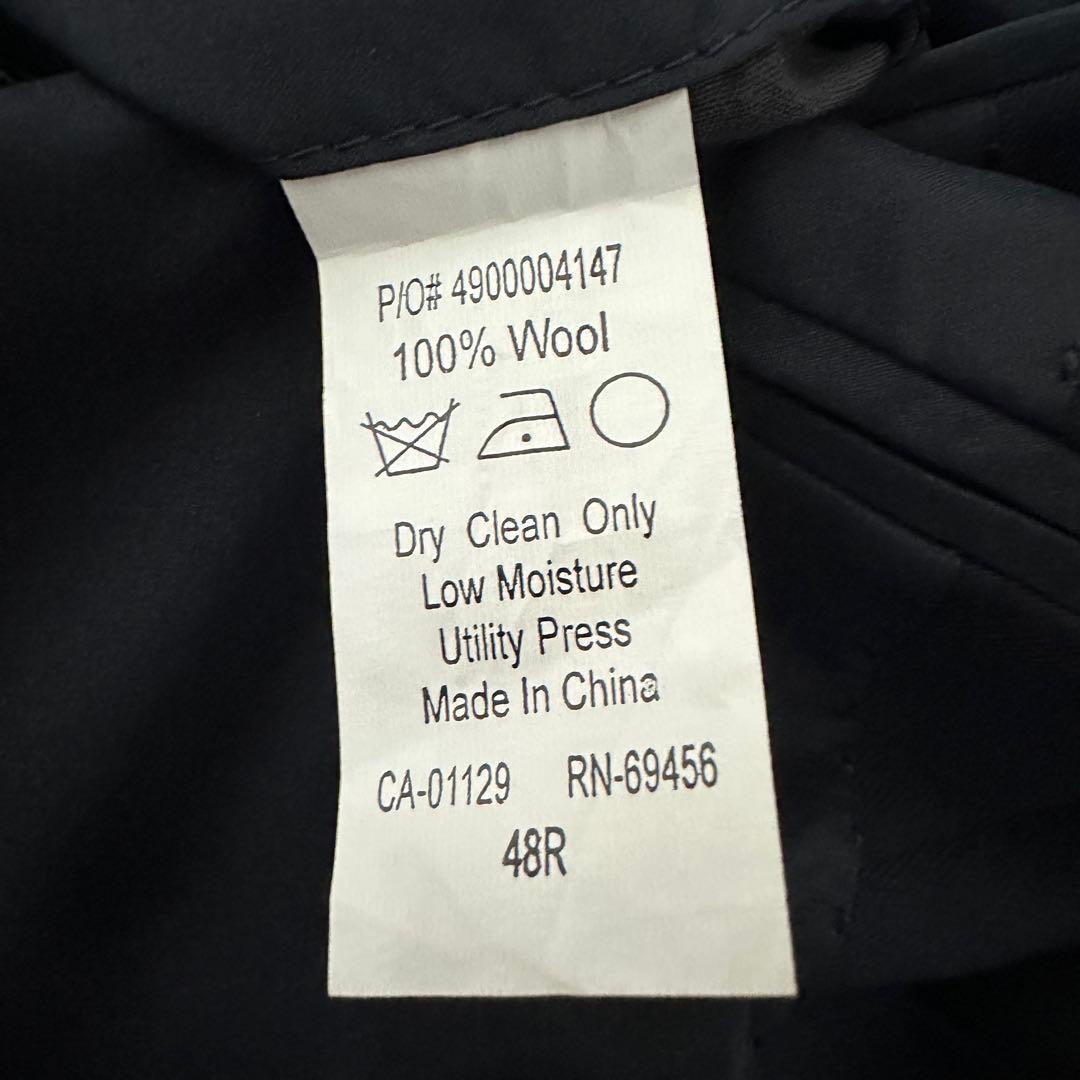 P/O# 4900004147
100% Wool
Dry Clean Only
Low Moisture
Utility Press
Made In China
CA-01129 RN-69456
48R